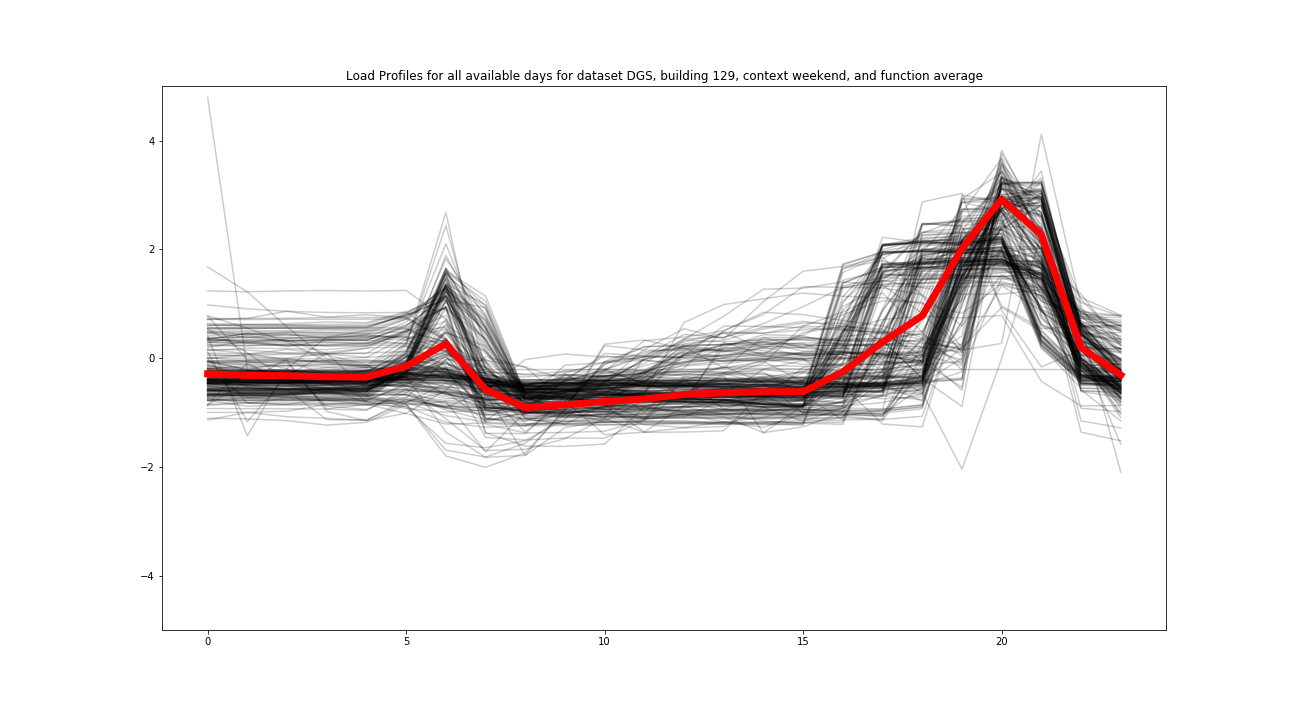 Load Profiles for all available days for dataset DGS, building 129, context weekend, and function average
4
2
0
−2
−4
0 5 10 15 20